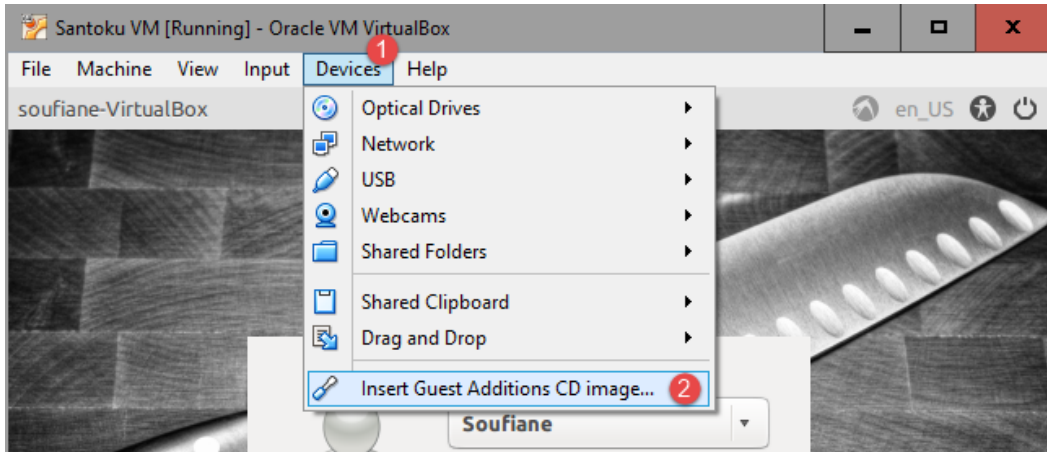 Santoku VM [Running] - Oracle VM VirtualBox
1
File Machine View Input Devices Help
soufiane-VirtualBox en_US
Optical Drives
Network
USB
Webcams
Shared Folders
Shared Clipboard
Drag and Drop
Insert Guest Additions CD image... 2
Soufiane